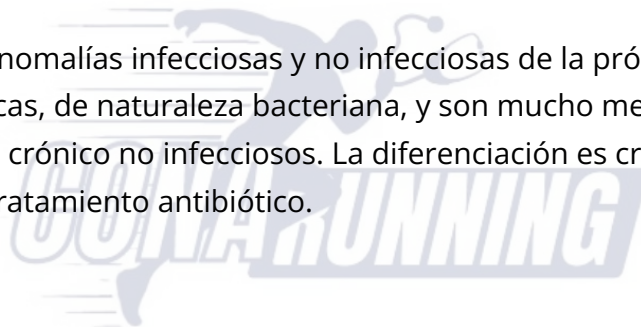 nomalías infecciosas y no infecciosas de la pró
cas, de naturaleza bacteriana, y son mucho me
crónico no infecciosos. La diferenciación es cr
ratamiento antibiótico.
CONARUNNING